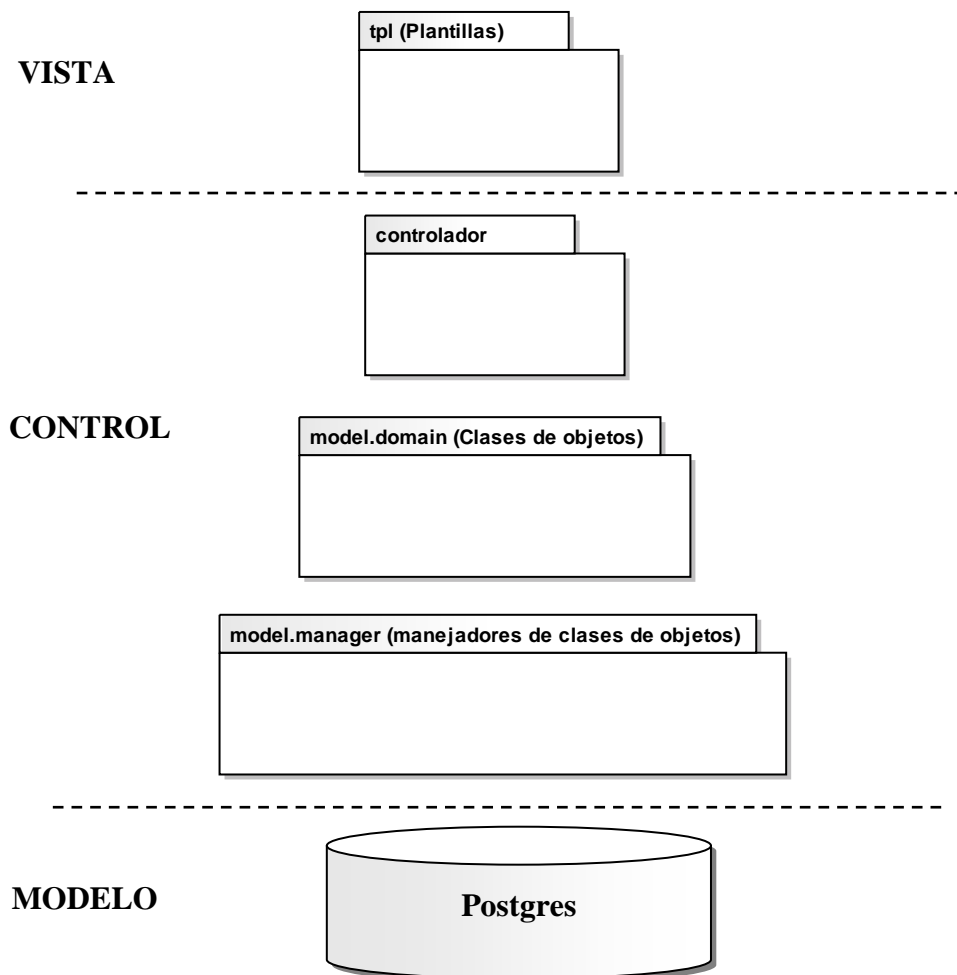 tpl (Plantillas)
VISTA
controlador
CONTROL
model.domain (Clases de objetos)
model.manager (manejadores de clases de objetos)
MODELO
Postgres